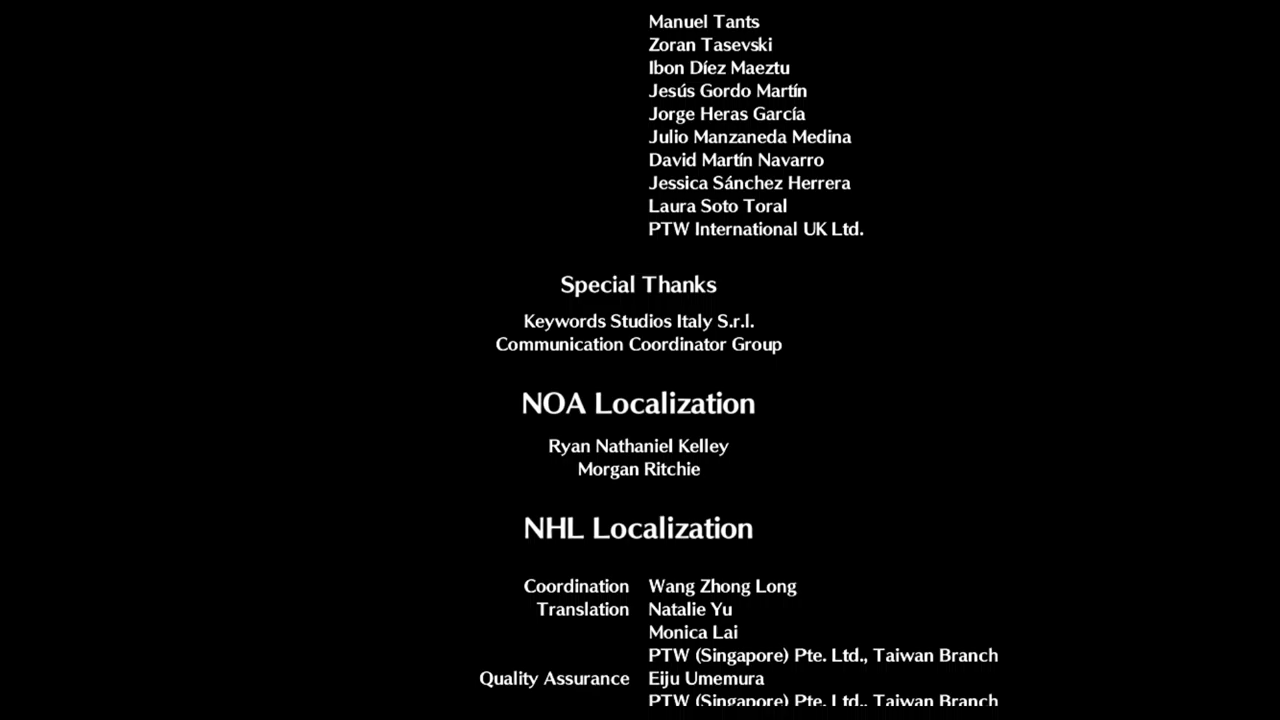 Manuel Tants
Zoran Tasevski
Ibon Díez Maeztu
Jesús Gordo Martín
Jorge Heras García
Julio Manzaneda Medina
David Martín Navarro
Jessica Sánchez Herrera
Laura Soto Toral
PTW International UK Ltd.
Special Thanks
Keywords Studios Italy S.r.l.
Communication Coordinator Group
NOA Localization
Ryan Nathaniel Kelley
Morgan Ritchie
NHL Localization
Coordination Wang Zhong Long
Translation Natalie Yu
Monica Lai
PTW (Singapore) Pte. Ltd., Taiwan Branch
Quality Assurance Eiju Umemura
PTW (Singapore) Pte. Ltd., Taiwan Branch